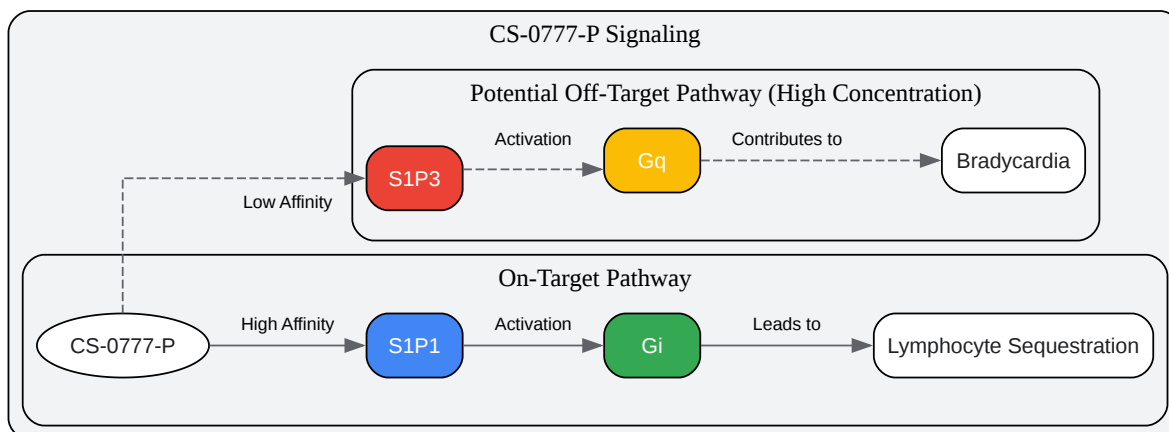 CS-0777-P Signaling
Potential Off-Target Pathway (High Concentration)
S1P3
Activation
Gq
Contributes to
Bradycardia
Low Affinity
On-Target Pathway
CS-0777-P
High Affinity
S1P1
Activation
Gi
Leads to
Lymphocyte Sequestration